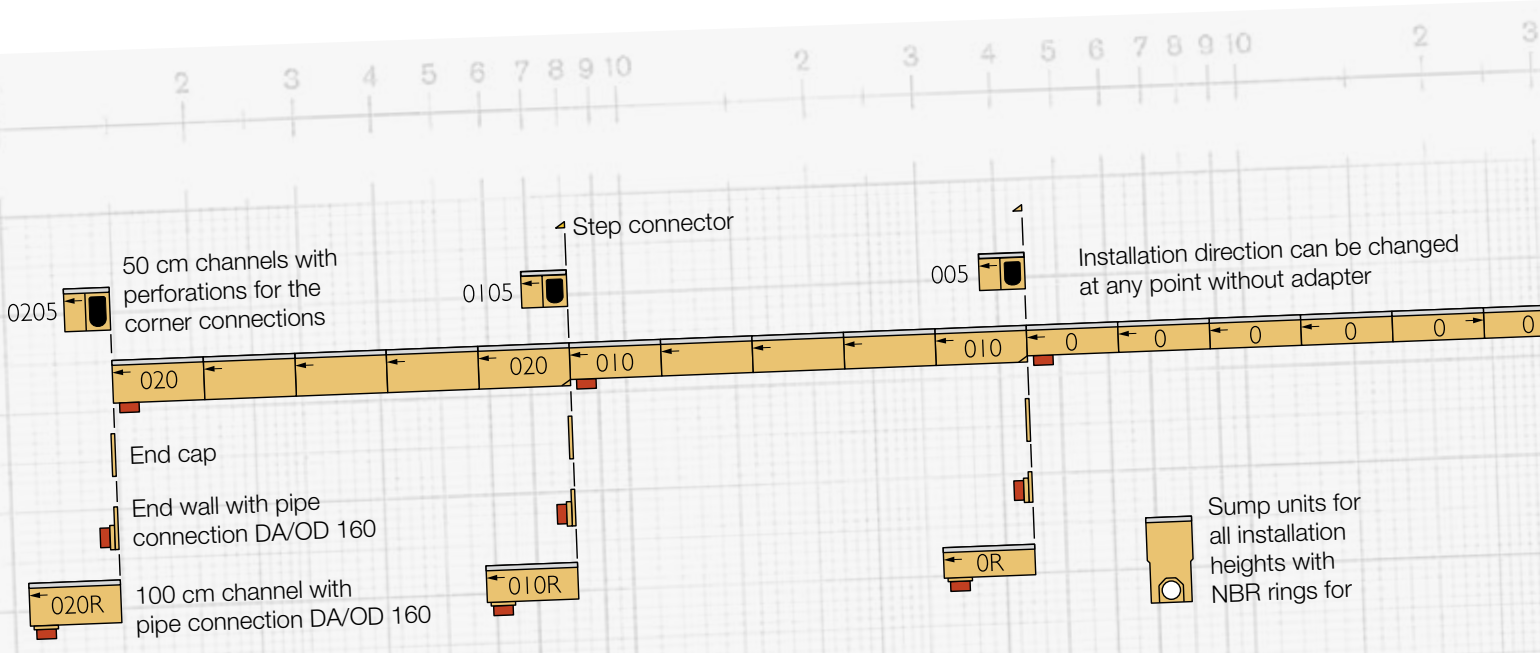 2 3 4 5 6 7 8 9 10 2 3 4 5 6 7 8 9 10 2 3
Step connector
50 cm channels with
perforations for the
corner connections
0205
0105
005
Installation direction can be changed
at any point without adapter
020 020 010 010 0 0 0 0 0 0
End cap
End wall with pipe
connection DA/OD 160
020R
100 cm channel with
pipe connection DA/OD 160
010R
0R
Sump units for
all installation
heights with
NBR rings for